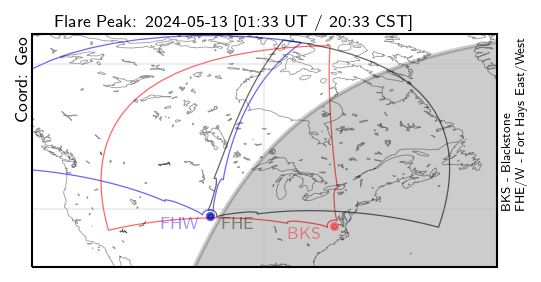 Flare Peak: 2024-05-13 [01:33 UT / 20:33 CST]
Coord: Geo
FHW
FHE
BKS
BKS - Blackstone
FHE/W - Fort Hays East/West